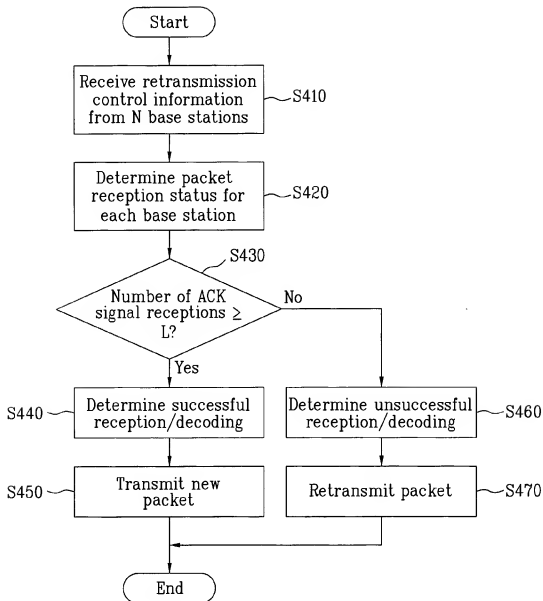 Start
Receive retransmission
control information
from N base stations
S410
Determine packet
reception status for
each base station
S420
S430
Number of ACK
signal receptions ≥
L?
No
Yes
S440
Determine successful
reception/decoding
Determine unsuccessful
reception/decoding
S460
S450
Transmit new
packet
Retransmit packet
S470
End